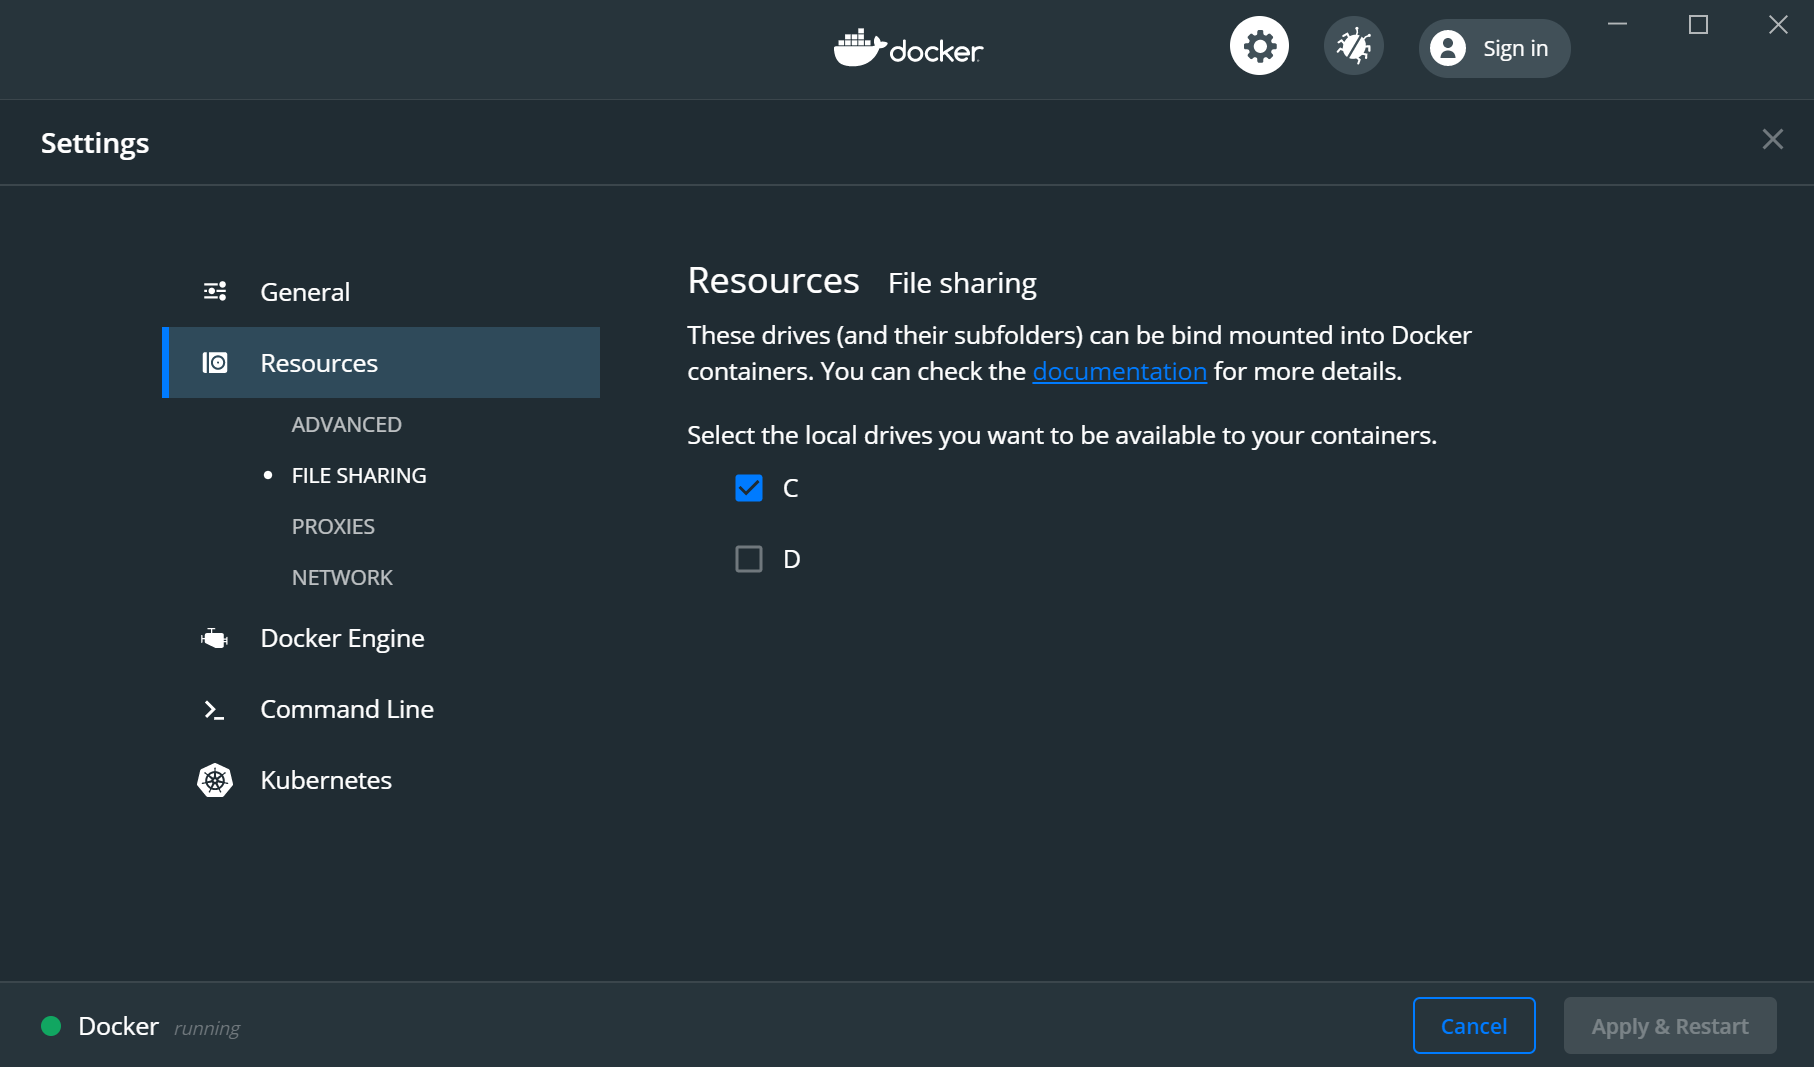 docker
Sign in
Settings
General
Resources
ADVANCED
FILE SHARING
PROXIES
NETWORK
Docker Engine
Command Line
Kubernetes
Resources File sharing
These drives (and their subfolders) can be bind mounted into Docker
containers. You can check the documentation for more details.
Select the local drives you want to be available to your containers.
C
D
Docker running
Cancel
Apply & Restart